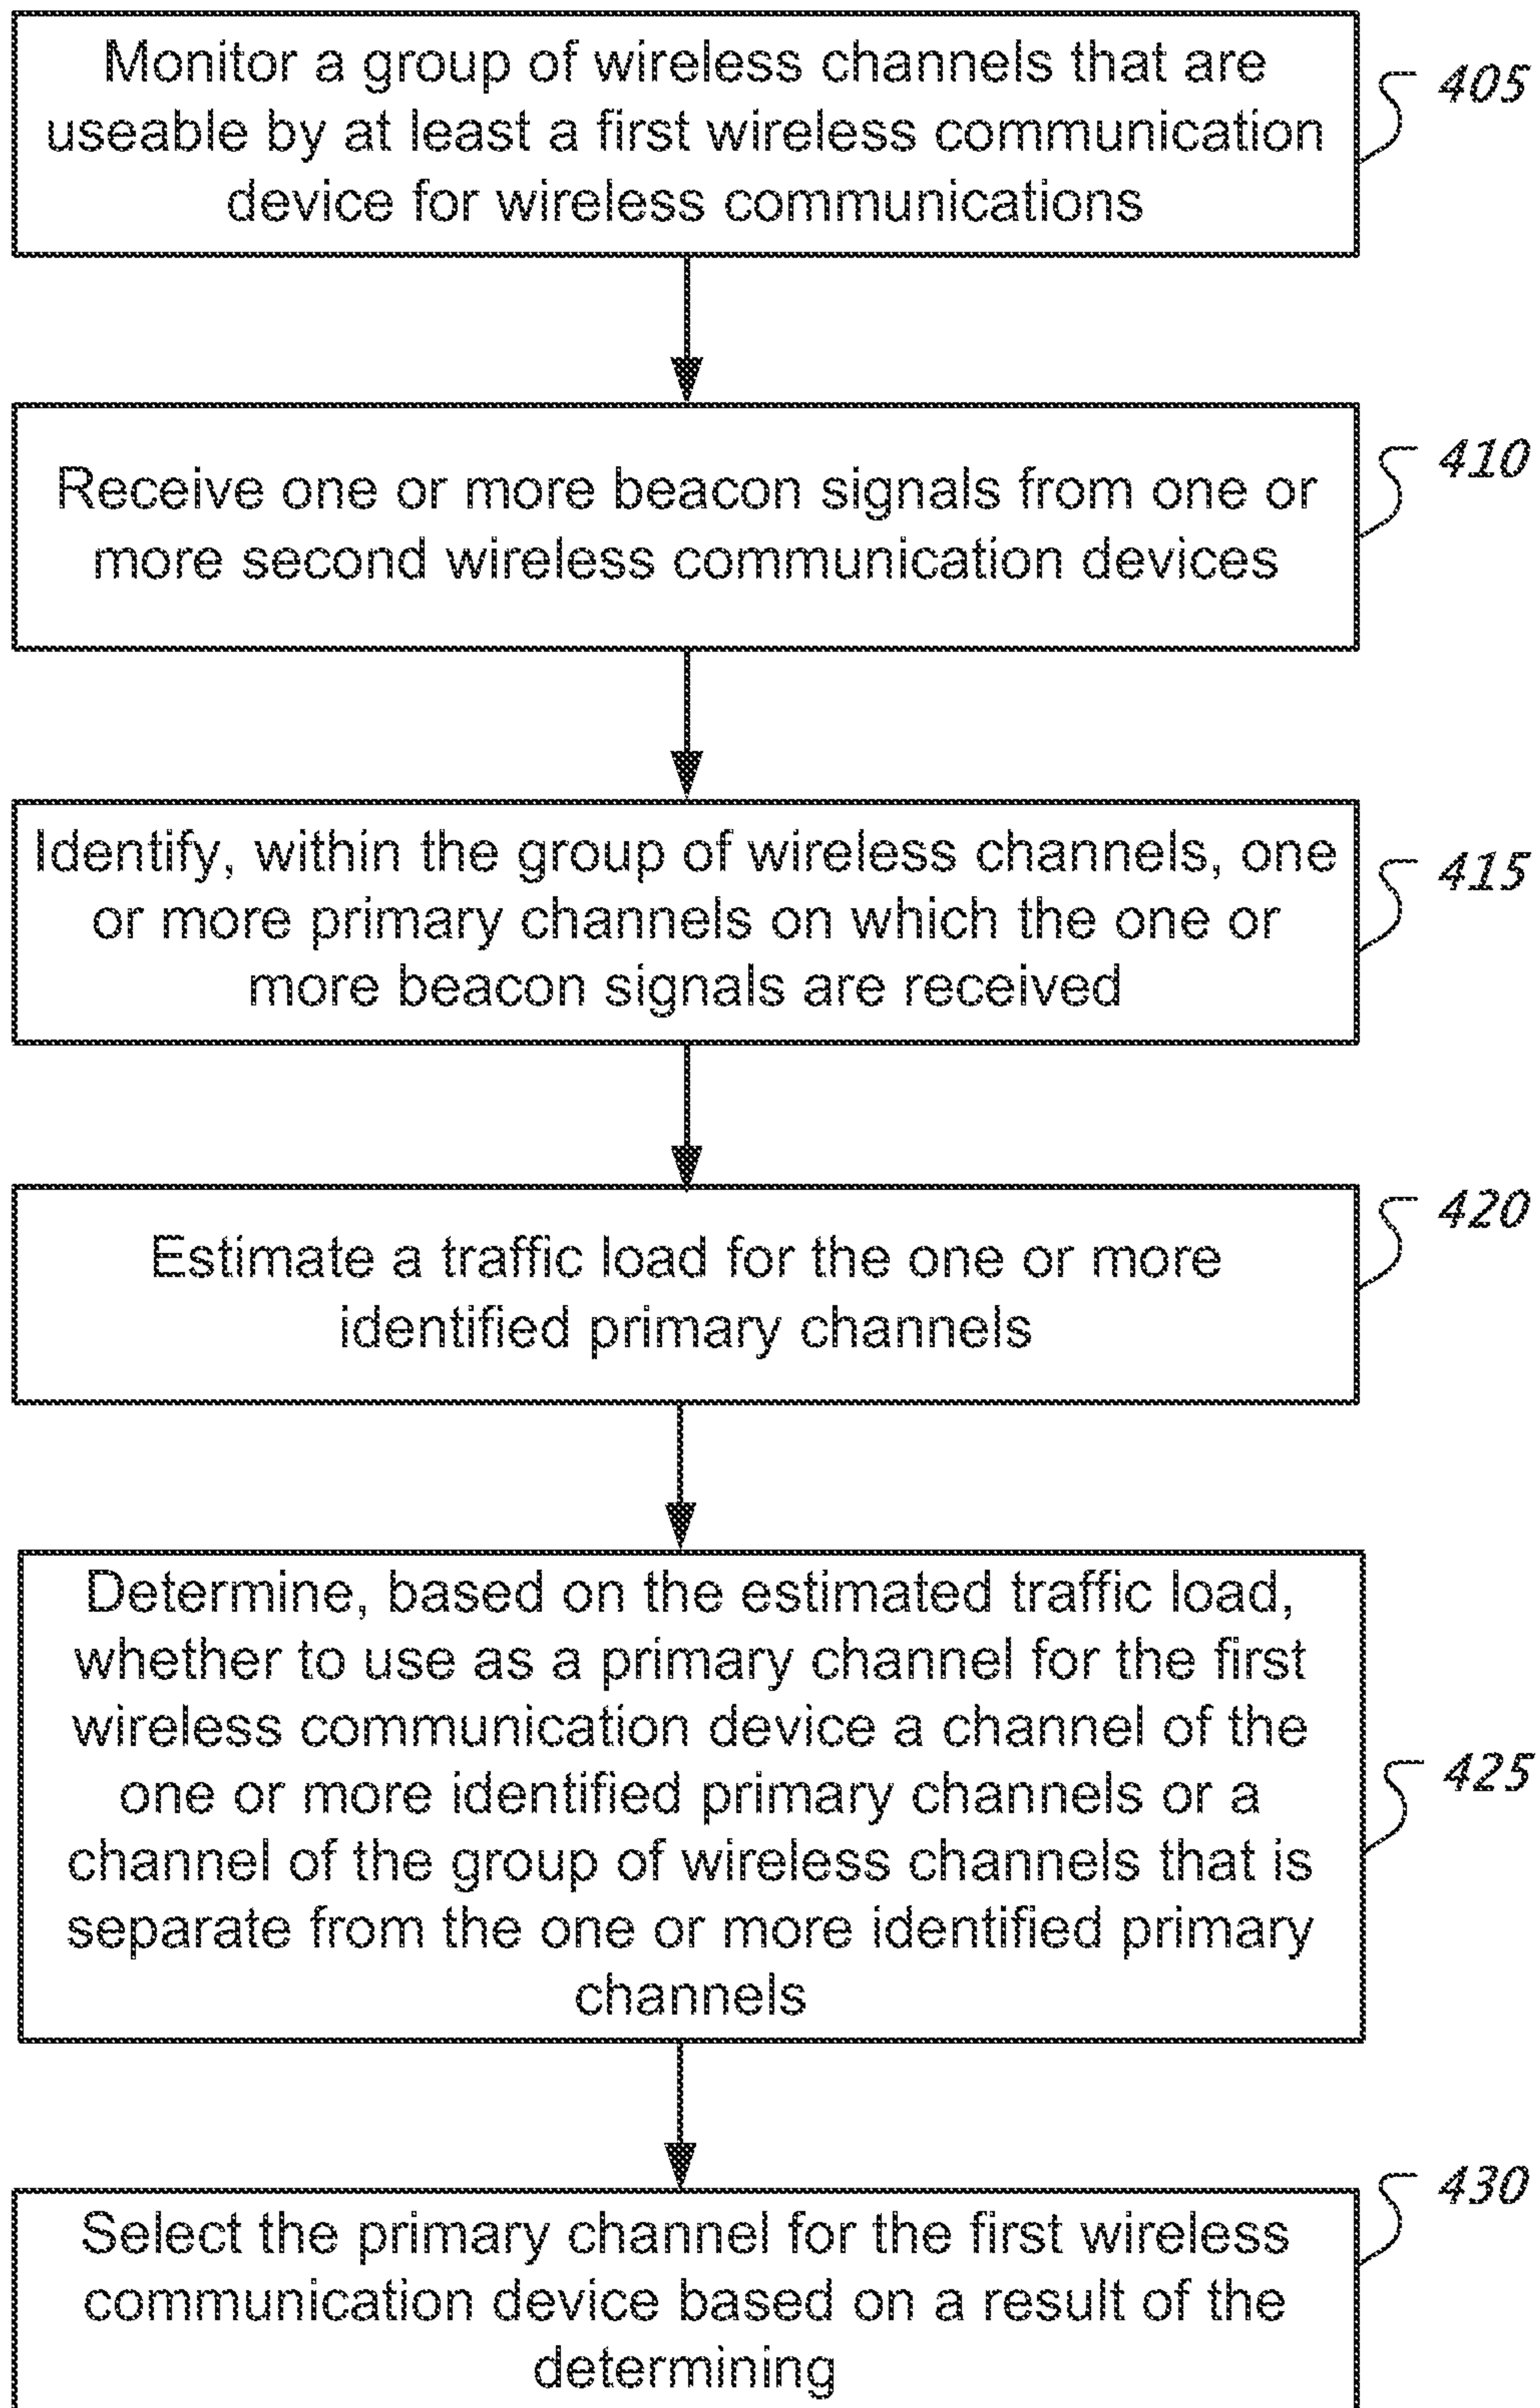 Monitor a group of wireless channels that are
useable by at least a first wireless communication
device for wireless communications
405
Receive one or more beacon signals from one or
more second wireless communication devices
410
Identify, within the group of wireless channels, one
or more primary channels on which the one or
more beacon signals are received
415
Estimate a traffic load for the one or more
identified primary channels
420
Determine, based on the estimated traffic load,
whether to use as a primary channel for the first
wireless communication device a channel of the
one or more identified primary channels or a
channel of the group of wireless channels that is
separate from the one or more identified primary
channels
425
Select the primary channel for the first wireless
communication device based on a result of the
determining
430